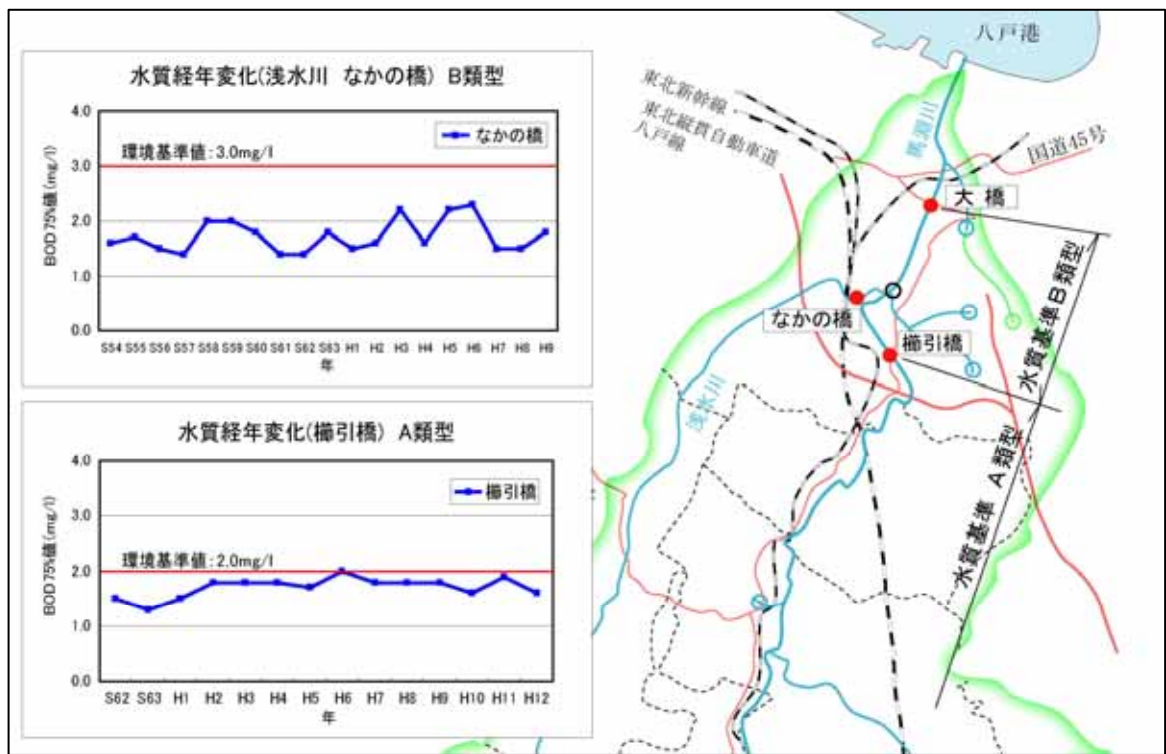 水質経年変化(浅水川 なかの橋) B類型
BOD75%値(mg/l)
4.0
3.0
2.0
1.0
0.0
なかの橋
環境基準値:3.0mg/l
S54 S55 S56 S57 S58 S59 S60 S61 S62 S63 H1 H2 H3 H4 H5 H6 H7 H8 H9
年
水質経年変化(櫛引橋) A類型
BOD75%値(mg/l)
4.0
3.0
2.0
1.0
0.0
櫛引橋
環境基準値:2.0mg/l
S62 S63 H1 H2 H3 H4 H5 H6 H7 H8 H9 H10 H11 H12
年
八戸港
東北新幹線
東北縦貫自動車道
八戸線
馬淵川
国道45号
大 橋
なかの橋
櫛引橋
浅水川
水質基準B類型
水質基準 A類型